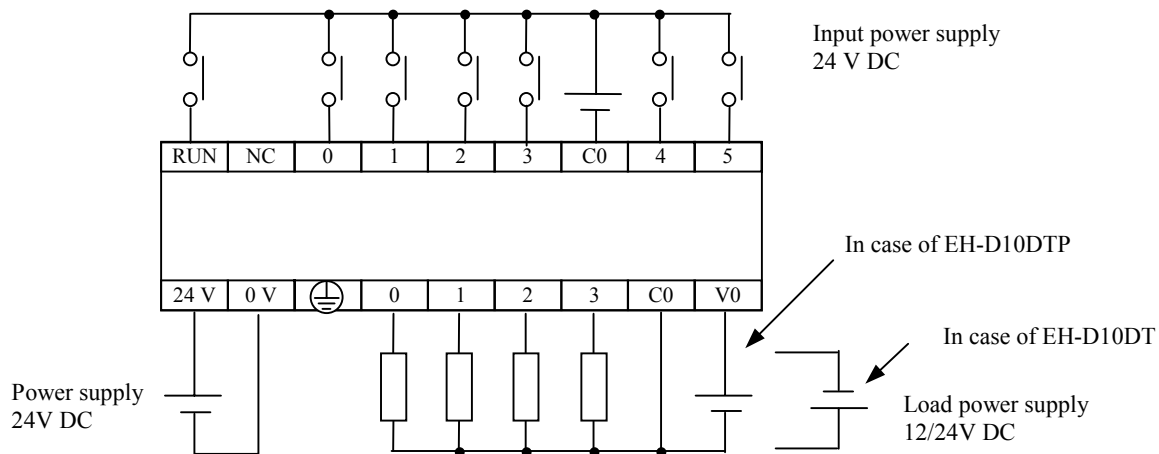 Input power supply
24 V DC
RUN NC 0 1 2 3 C0 4 5
In case of EH-D10DTP
24 V 0 V 0 1 2 3 C0 V0
In case of EH-D10DT
Power supply
24V DC
Load power supply
12/24V DC